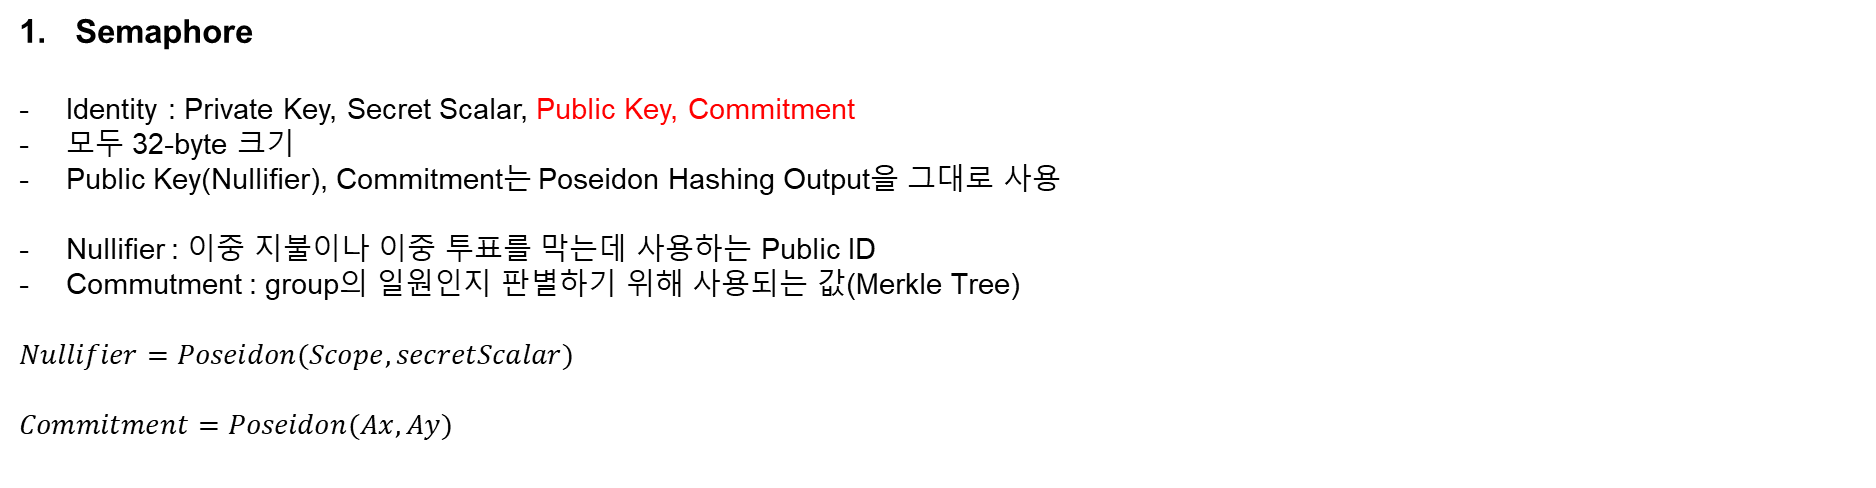 1. Semaphore
- Identity : Private Key, Secret Scalar, Public Key, Commitment
- 모두 32-byte 크기
- Public Key(Nullifier), Commitment는 Poseidon Hashing Output을 그대로 사용
- Nullifier : 이중 지불이나 이중 투표를 막는데 사용하는 Public ID
- Commutment : group의 일원인지 판별하기 위해 사용되는 값(Merkle Tree)
Nullifier = Poseidon(Scope, secretScalar)
Commitment = Poseidon(Ax, Ay)